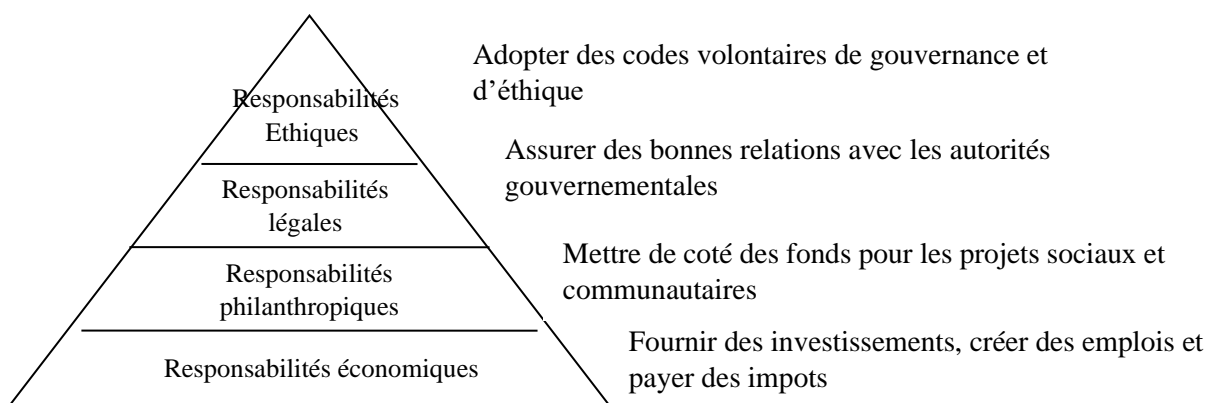 Adopter des codes volontaires de gouvernance et
d’éthique
Responsabilités
Ethiques
Assurer des bonnes relations avec les autorités
gouvernementales
Responsabilités
légales
Mettre de coté des fonds pour les projets sociaux et
communautaires
Responsabilités
philanthropiques
Fournir des investissements, créer des emplois et
payer des impots
Responsabilités économiques